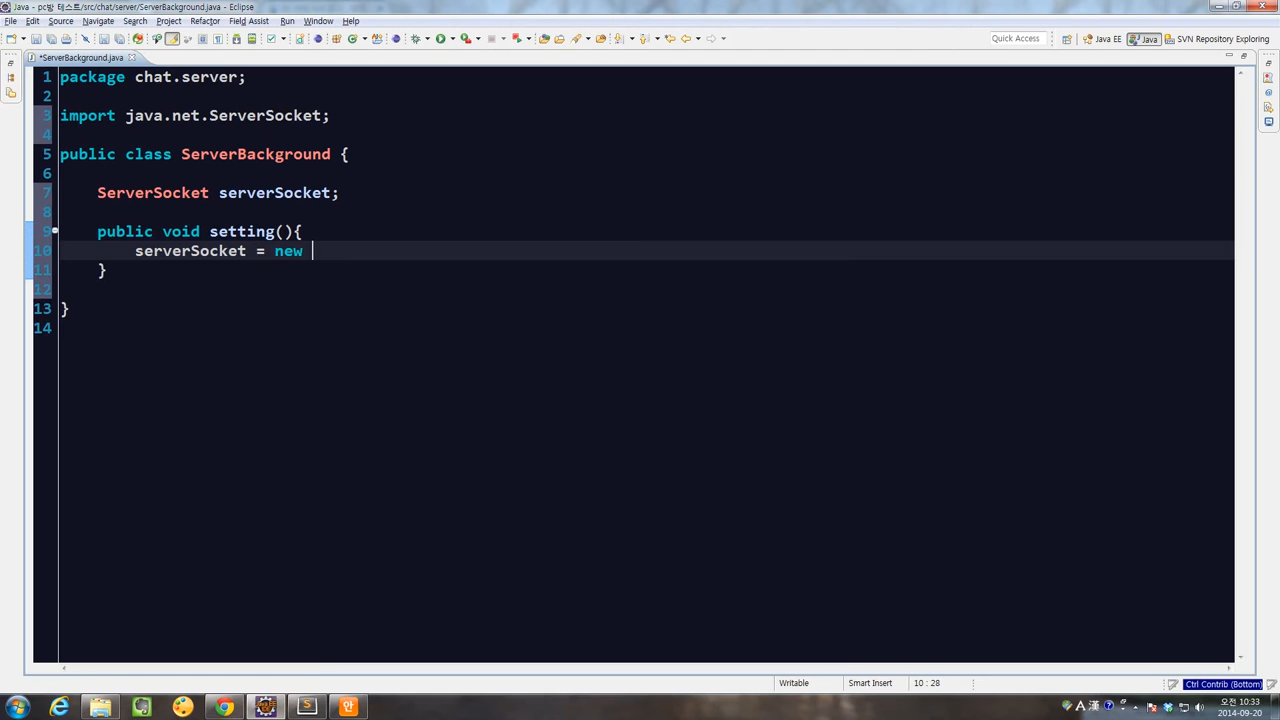 Java - pc방 테스트/src/chat/server/ServerBackground.java - Eclipse
File Edit Source Navigate Search Project Refactor Field Assist Run Window Help
Quick Access Java EE Java SVN Repository Exploring
*ServerBackground.java
1 package chat.server;
2
3 import java.net.ServerSocket;
4
5 public class ServerBackground {
6
7 ServerSocket serverSocket;
8
9 public void setting(){
10 serverSocket = new
11 }
12
13 }
14
Writable Smart Insert 10 : 28 Ctrl Contrib (Bottom)
A 漢 오전 10:33
2014-09-20